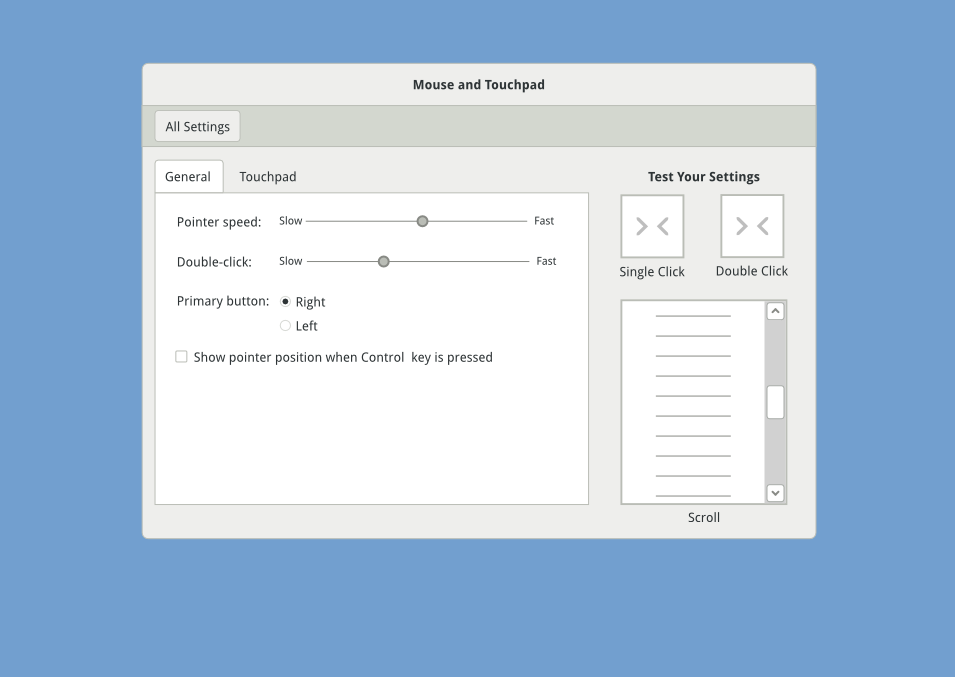 Mouse and Touchpad
All Settings
General Touchpad
Pointer speed: Slow Fast
Double-click: Slow Fast
Primary button: Right
Left
Show pointer position when Control  key is pressed
Test Your Settings
Single Click Double Click
Scroll